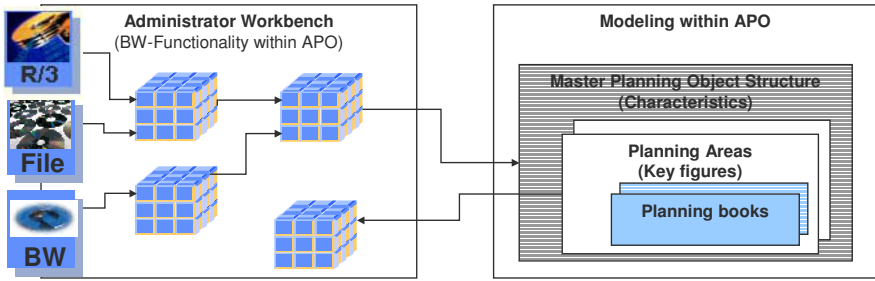 Administrator Workbench
(BW-Functionality within APO)
R/3
File
BW
Modeling within APO
Master Planning Object Structure
(Characteristics)
Planning Areas
(Key figures)
Planning books